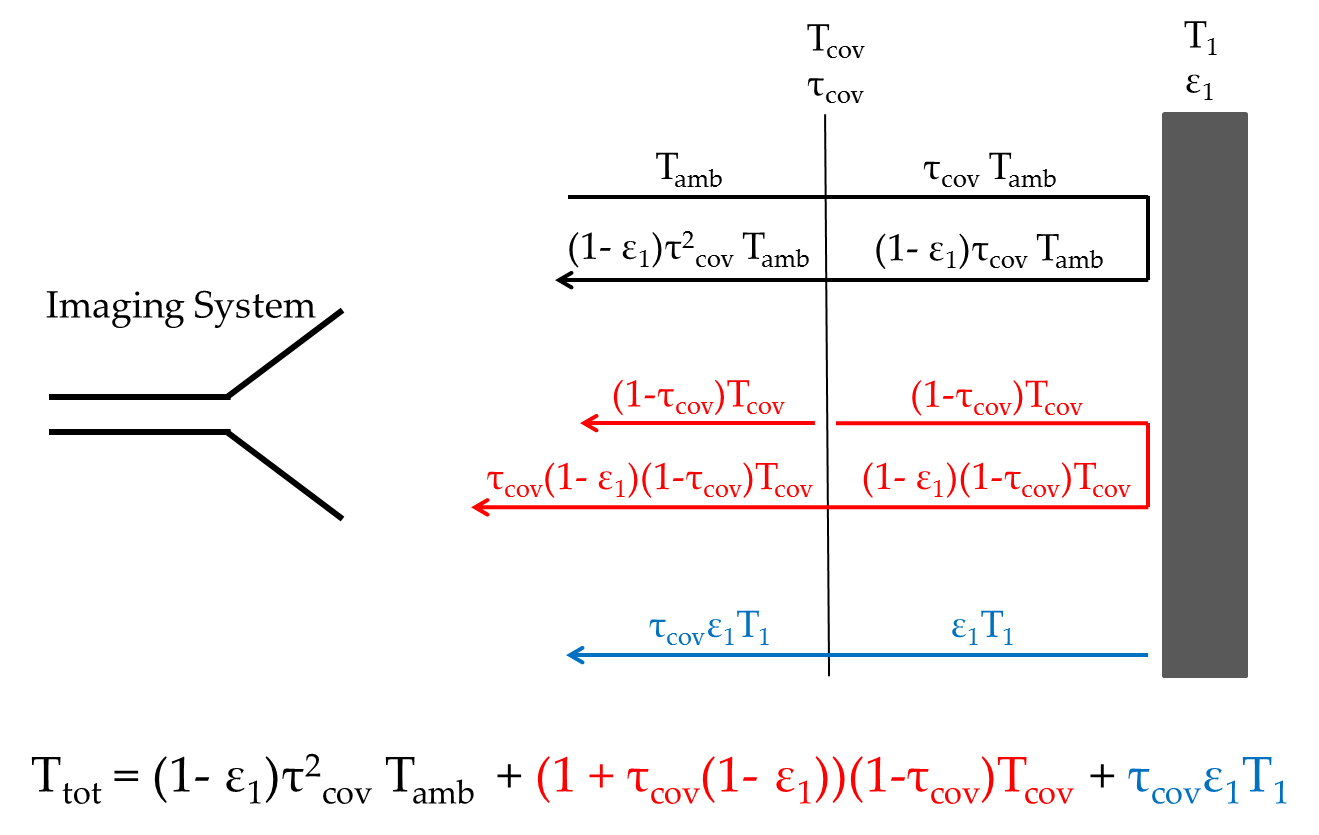 T_cov T_1
τ_cov ε_1
T_amb τ_cov T_amb
(1- ε_1)τ²_cov T_amb (1- ε_1)τ_cov T_amb
Imaging System
(1-τ_cov)T_cov (1-τ_cov)T_cov
τ_cov(1- ε_1)(1-τ_cov)T_cov (1- ε_1)(1-τ_cov)T_cov
τ_covε_1T_1 ε_1T_1
T_tot = (1- ε_1)τ²_cov T_amb + (1 + τ_cov(1- ε_1))(1-τ_cov)T_cov + τ_covε_1T_1